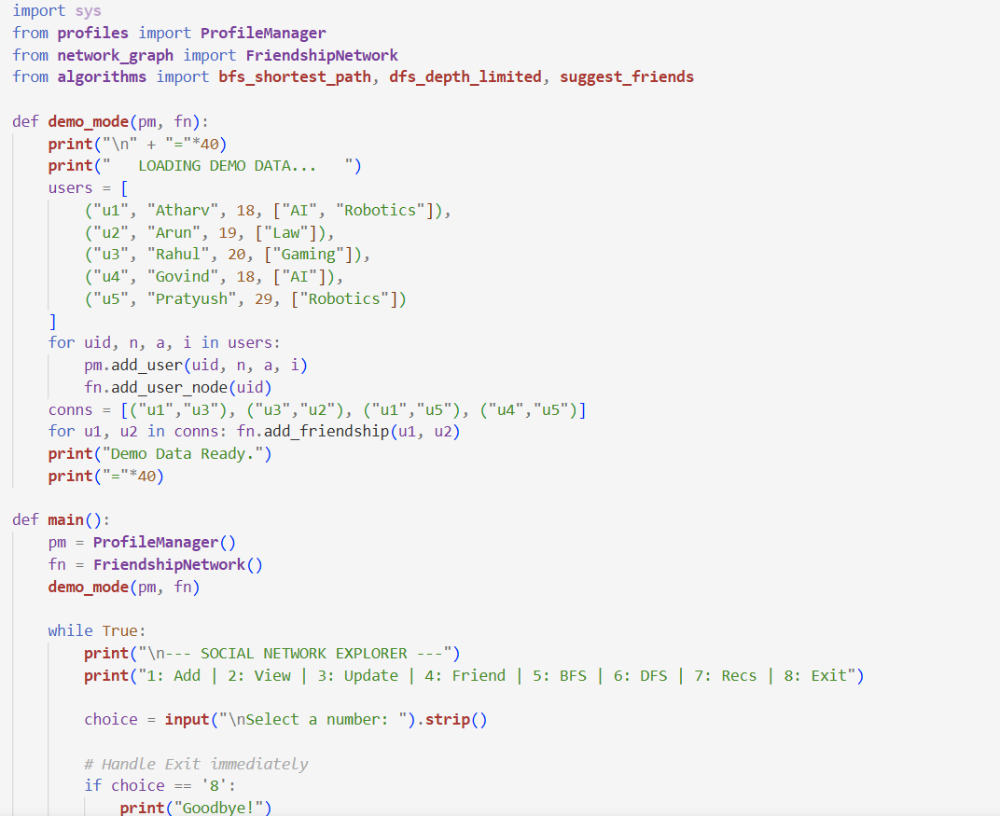 import sys
from profiles import ProfileManager
from network_graph import FriendshipNetwork
from algorithms import bfs_shortest_path, dfs_depth_limited, suggest_friends

def demo_mode(pm, fn):
    print("\n" + "="*40)
    print("   LOADING DEMO DATA...   ")
    users = [
        ("u1", "Atharv", 18, ["AI", "Robotics"]),
        ("u2", "Arun", 19, ["Law"]),
        ("u3", "Rahul", 20, ["Gaming"]),
        ("u4", "Govind", 18, ["AI"]),
        ("u5", "Pratyush", 29, ["Robotics"])
    ]
    for uid, n, a, i in users:
        pm.add_user(uid, n, a, i)
        fn.add_user_node(uid)
    conns = [("u1","u3"), ("u3","u2"), ("u1","u5"), ("u4","u5")]
    for u1, u2 in conns: fn.add_friendship(u1, u2)
    print("Demo Data Ready.")
    print("="*40)

def main():
    pm = ProfileManager()
    fn = FriendshipNetwork()
    demo_mode(pm, fn)

    while True:
        print("\n--- SOCIAL NETWORK EXPLORER ---")
        print("1: Add | 2: View | 3: Update | 4: Friend | 5: BFS | 6: DFS | 7: Recs | 8: Exit")

        choice = input("\nSelect a number: ").strip()

        # Handle Exit immediately
        if choice == '8':
            print("Goodbye!")